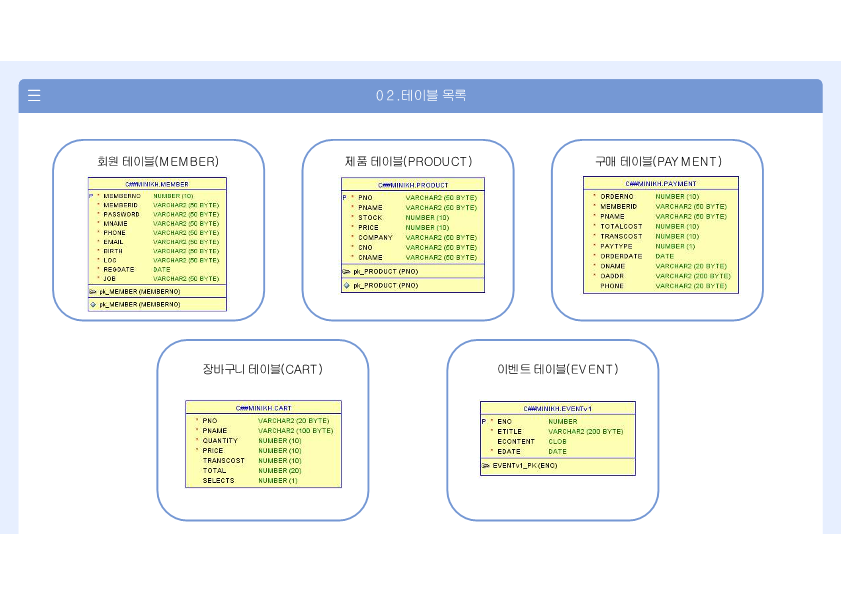 02.테이블 목록
회원 테이블(MEMBER)
C##MINIKH.MEMBER
P * MEMBERNO NUMBER (10)
* MEMBERID VARCHAR2 (50 BYTE)
* PASSWORD VARCHAR2 (50 BYTE)
* MNAME VARCHAR2 (50 BYTE)
* PHONE VARCHAR2 (50 BYTE)
* EMAIL VARCHAR2 (50 BYTE)
* BIRTH VARCHAR2 (50 BYTE)
* LOC VARCHAR2 (50 BYTE)
* REGDATE DATE
* JOB VARCHAR2 (50 BYTE)
pk_MEMBER (MEMBERNO)
pk_MEMBER (MEMBERNO)
제품 테이블(PRODUCT)
C##MINIKH.PRODUCT
P * PNO VARCHAR2 (50 BYTE)
* PNAME VARCHAR2 (50 BYTE)
* STOCK NUMBER (10)
* PRICE NUMBER (10)
* COMPANY VARCHAR2 (50 BYTE)
* CNO VARCHAR2 (50 BYTE)
* CNAME VARCHAR2 (50 BYTE)
pk_PRODUCT (PNO)
pk_PRODUCT (PNO)
구매 테이블(PAYMENT)
C##MINIKH.PAYMENT
* ORDERNO NUMBER (10)
* MEMBERID VARCHAR2 (50 BYTE)
* PNAME VARCHAR2 (50 BYTE)
* TOTALCOST NUMBER (10)
* TRANSCOST NUMBER (10)
* PAYTYPE NUMBER (1)
* ORDERDATE DATE
* DNAME VARCHAR2 (20 BYTE)
* DADDR VARCHAR2 (200 BYTE)
PHONE VARCHAR2 (20 BYTE)
장바구니 테이블(CART)
C##MINIKH.CART
* PNO VARCHAR2 (20 BYTE)
* PNAME VARCHAR2 (100 BYTE)
* QUANTITY NUMBER (10)
* PRICE NUMBER (10)
TRANSCOST NUMBER (10)
TOTAL NUMBER (20)
SELECTS NUMBER (1)
이벤트 테이블(EVENT)
C##MINIKH.EVENTv1
P * ENO NUMBER
* ETITLE VARCHAR2 (200 BYTE)
ECONTENT CLOB
* EDATE DATE
EVENTv1_PK (ENO)